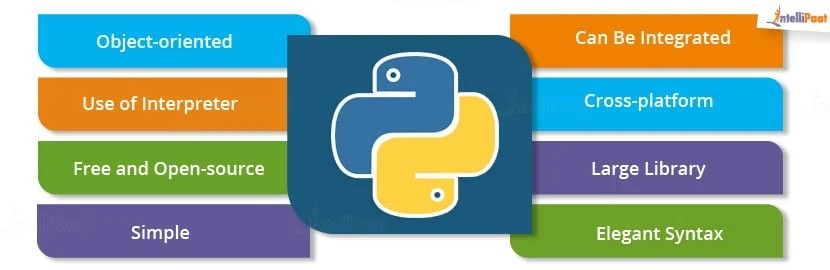 Object-oriented
Use of Interpreter
Free and Open-source
Simple
IntelliPaat
Can Be Integrated
Cross-platform
Large Library
Elegant Syntax